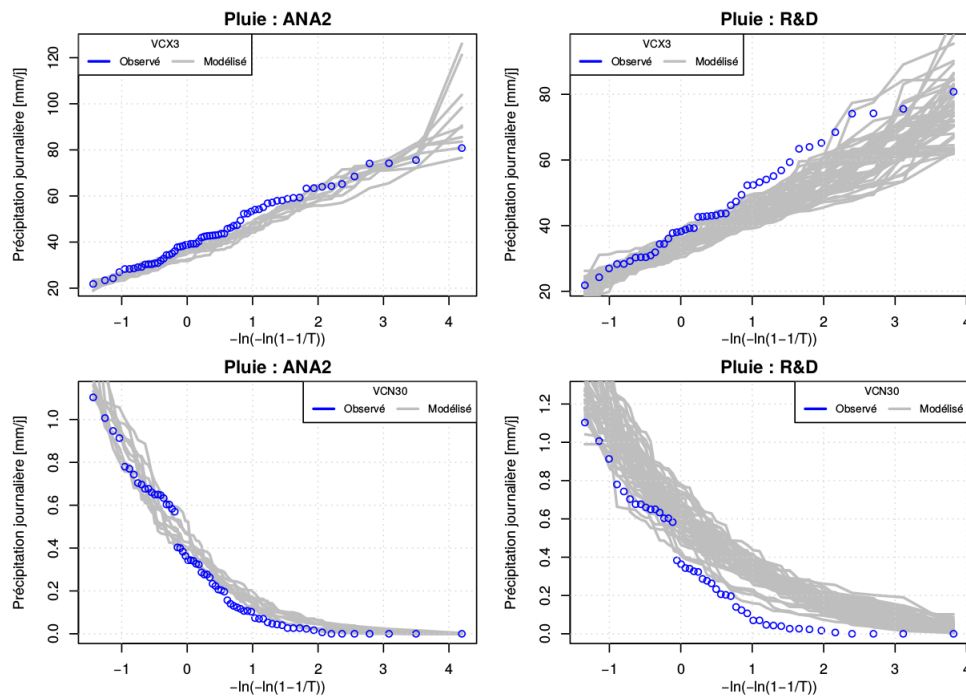 Pluie : ANA2
VCX3
Observé Modélisé
Précipitation journalière [mm/j]
120
100
80
60
40
20
−1 0 1 2 3 4
−ln(−ln(1−1/T))
Pluie : R&D
VCX3
Observé Modélisé
Précipitation journalière [mm/j]
80
60
40
20
−1 0 1 2 3 4
−ln(−ln(1−1/T))
Pluie : ANA2
VCN30
Observé Modélisé
Précipitation journalière [mm/j]
1.0
0.8
0.6
0.4
0.2
0.0
−1 0 1 2 3 4
−ln(−ln(1−1/T))
Pluie : R&D
VCN30
Observé Modélisé
Précipitation journalière [mm/j]
1.2
1.0
0.8
0.6
0.4
0.2
0.0
−1 0 1 2 3 4
−ln(−ln(1−1/T))